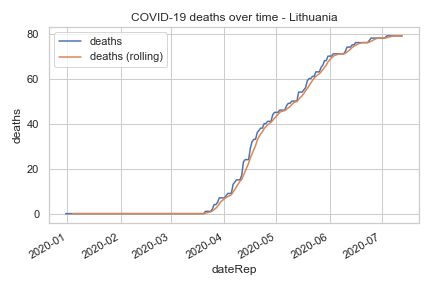 COVID-19 deaths over time - Lithuania
deaths
deaths (rolling)
80
60
40
20
0
deaths
2020-01
2020-02
2020-03
2020-04
2020-05
2020-06
2020-07
dateRep